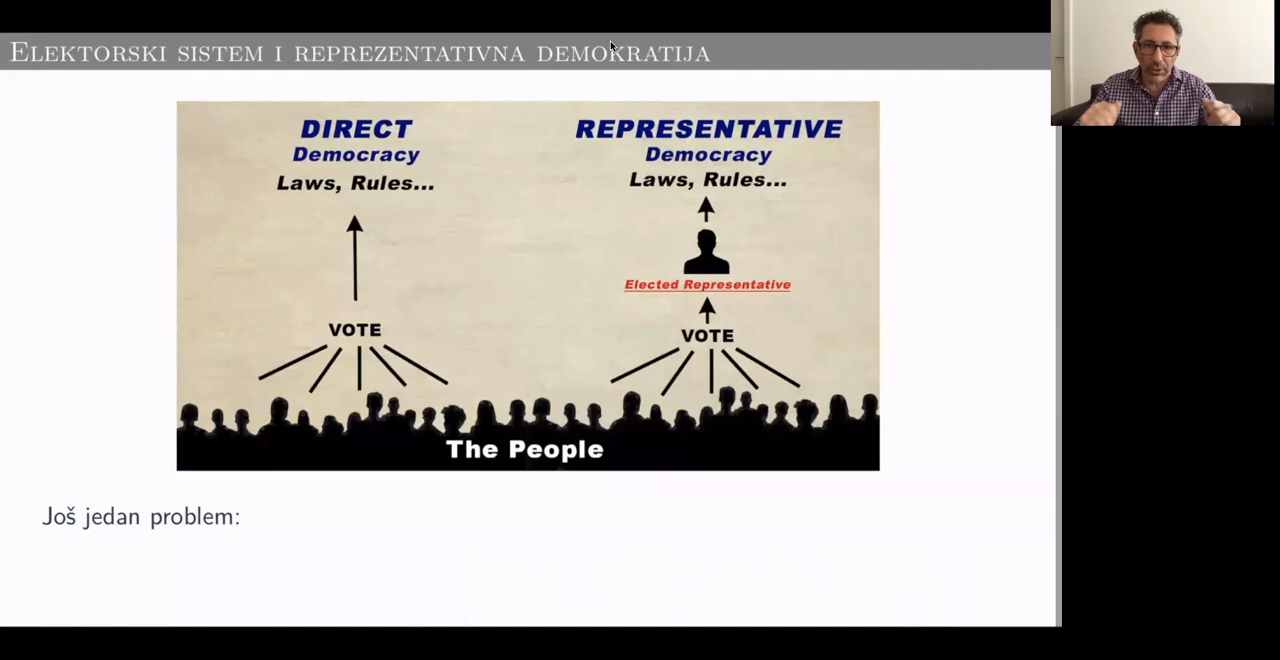 Elektorski sistem i reprezentativna demokratija
DIRECT
Democracy
Laws, Rules...
VOTE
REPRESENTATIVE
Democracy
Laws, Rules...
Elected Representative
VOTE
The People
Još jedan problem: